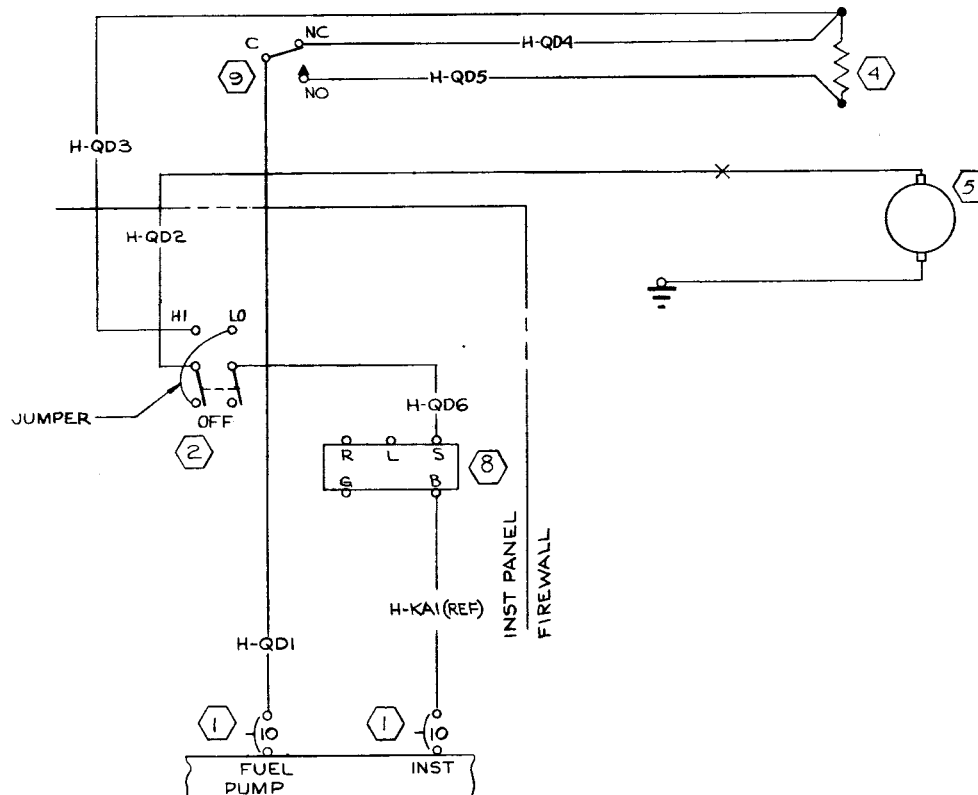 NC
C
H-QD4
9
H-QD5
4
NO
H-QD3
5
H-QD2
HI
LO
JUMPER
OFF
H-QD6
2
R L S
8
G B
INST PANEL
FIREWALL
H-KA1 (REF)
H-QD1
1
10
1
10
FUEL
PUMP
INST